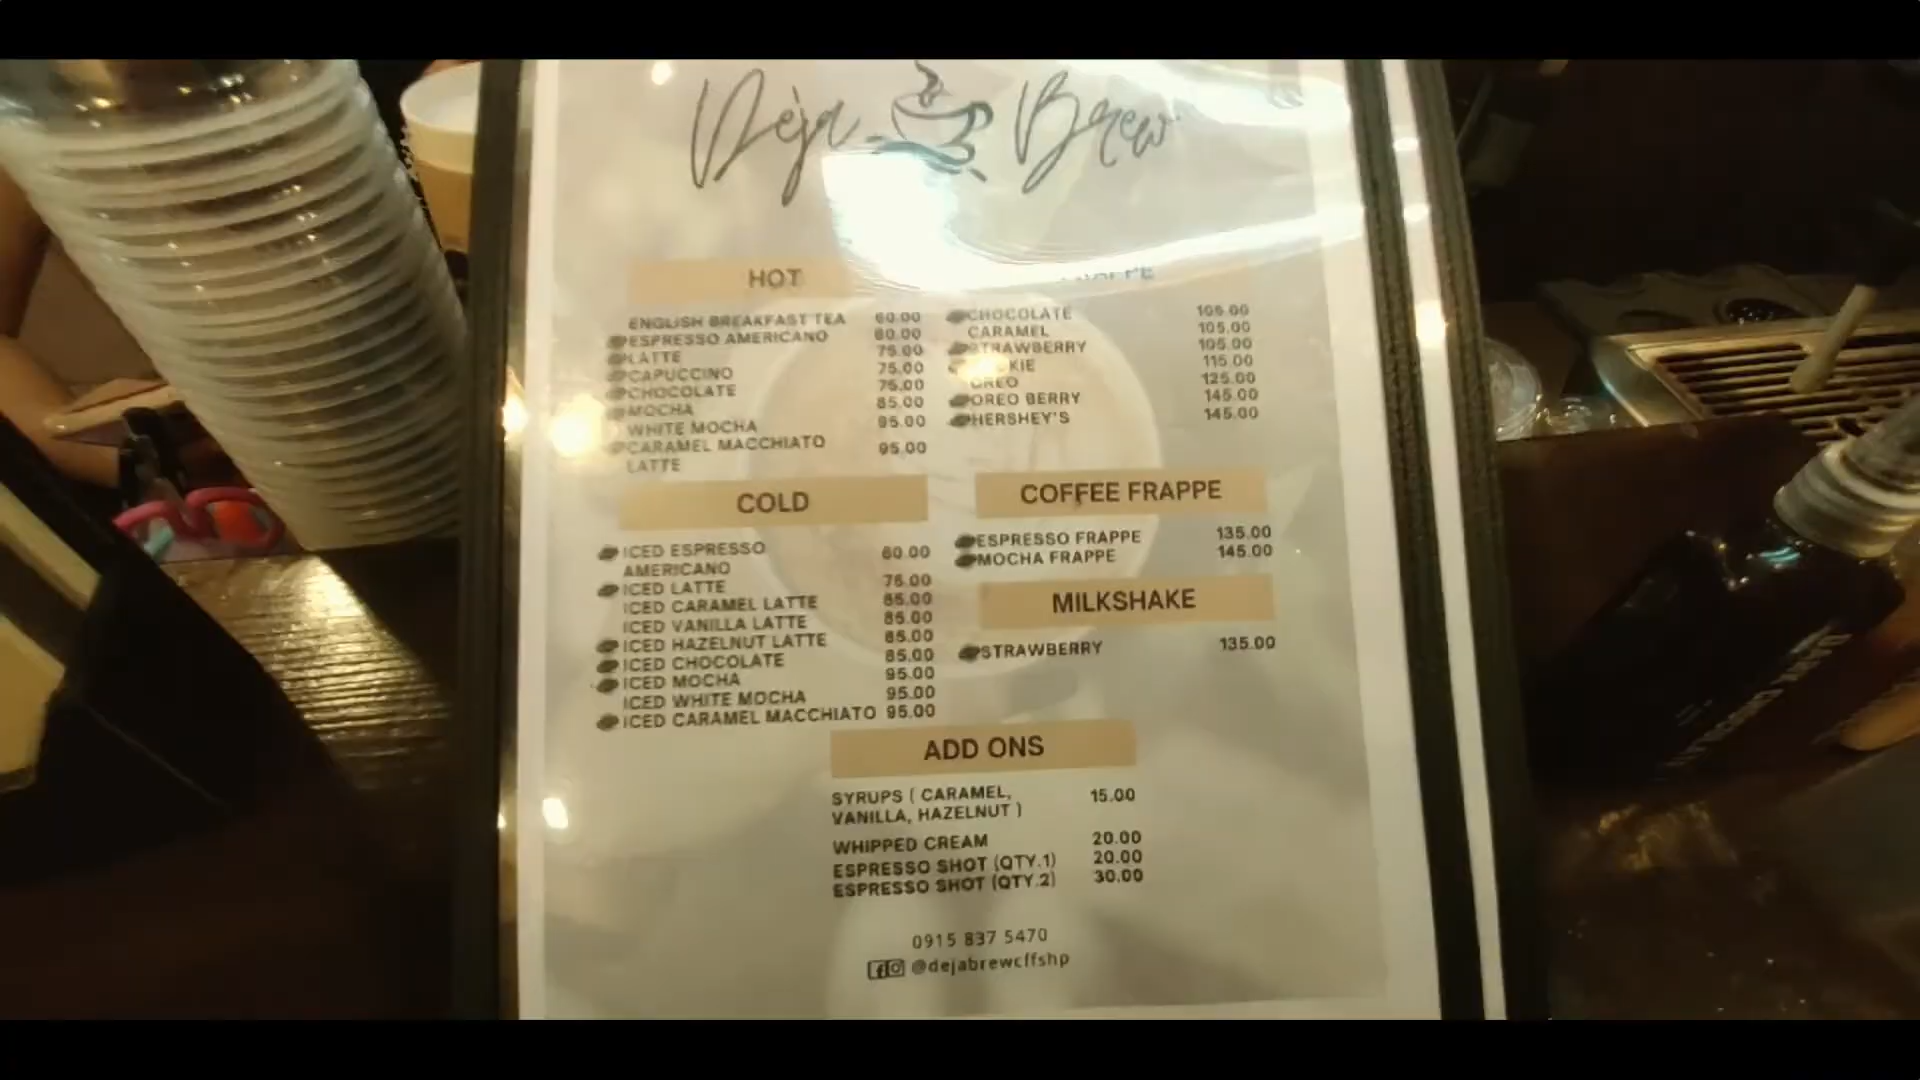 Deja Brew
HOT
ENGLISH BREAKFAST TEA 60.00
ESPRESSO AMERICANO 60.00
LATTE 75.00
CAPUCCINO 75.00
CHOCOLATE 75.00
MOCHA 85.00
WHITE MOCHA 95.00
CARAMEL MACCHIATO 95.00
LATTE
COLD
ICED ESPRESSO 60.00
AMERICANO
ICED LATTE 75.00
ICED CARAMEL LATTE 85.00
ICED VANILLA LATTE 85.00
ICED HAZELNUT LATTE 85.00
ICED CHOCOLATE 85.00
ICED MOCHA 95.00
ICED WHITE MOCHA 95.00
ICED CARAMEL MACCHIATO 95.00
CHOCOLATE 105.00
CARAMEL 105.00
STRAWBERRY 105.00
115.00
OREO 125.00
OREO BERRY 145.00
HERSHEY'S 145.00
COFFEE FRAPPE
ESPRESSO FRAPPE 135.00
MOCHA FRAPPE 145.00
MILKSHAKE
STRAWBERRY 135.00
ADD ONS
SYRUPS ( CARAMEL, 15.00
VANILLA, HAZELNUT )
WHIPPED CREAM 20.00
ESPRESSO SHOT (QTY.1) 20.00
ESPRESSO SHOT (QTY.2) 30.00
0915 837 5470
@dejabrewcffshp